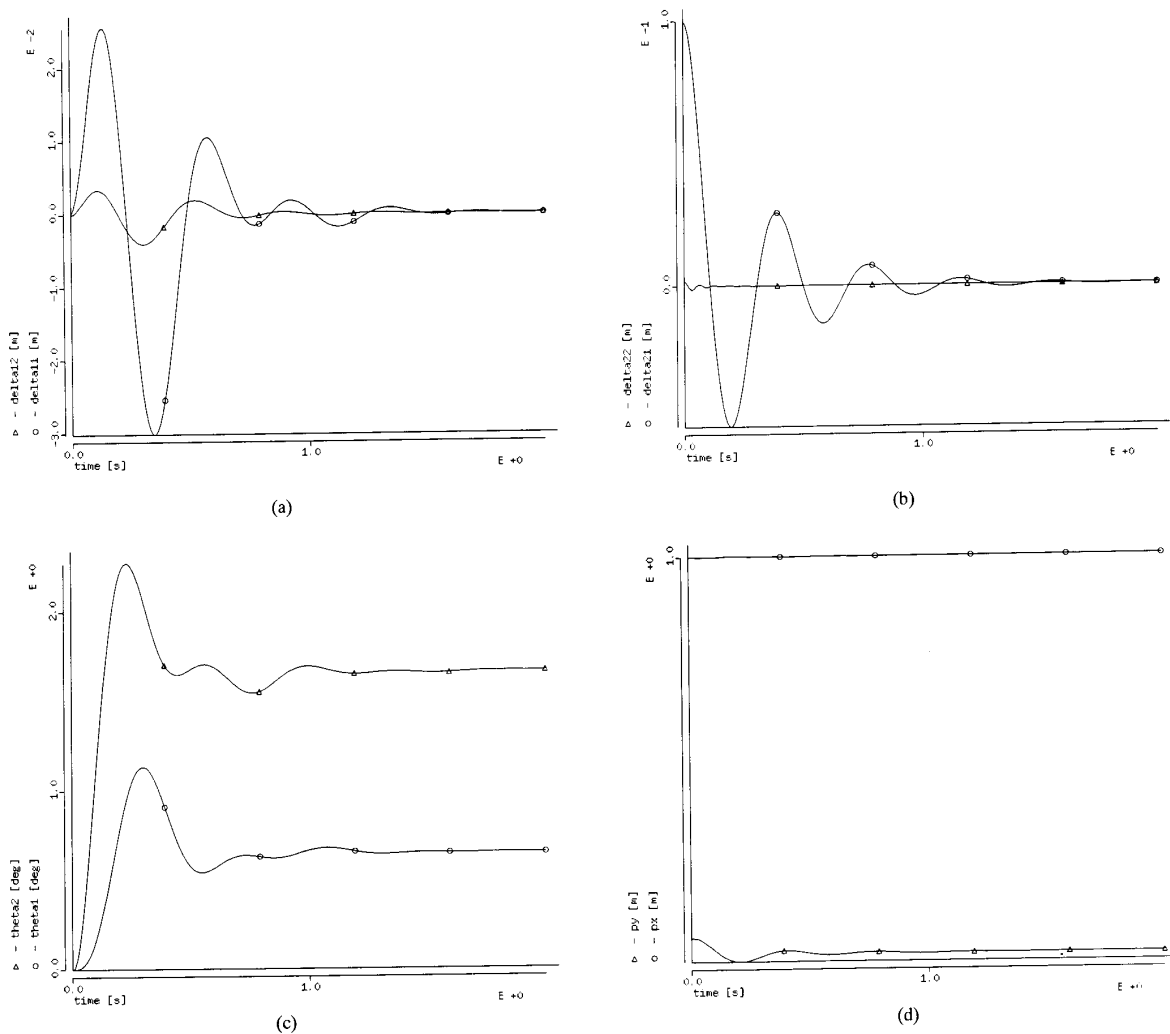 E -2
2.0
1.0
0.0
-1.0
-2.0
-3.0
△ - delta12 [m]
○ - delta11 [m]
0.0
1.0
time [s]
E +0
(a)
E -1
1.0
0.0
△ - delta22 [m]
○ - delta21 [m]
0.0
1.0
time [s]
E +0
(b)
E +0
2.0
1.0
0.0
△ - theta2 [deg]
○ - theta1 [deg]
0.0
1.0
time [s]
E +0
(c)
E +0
1.0
△ - py [m]
○ - px [m]
0.0
1.0
time [s]
E +0
(d)